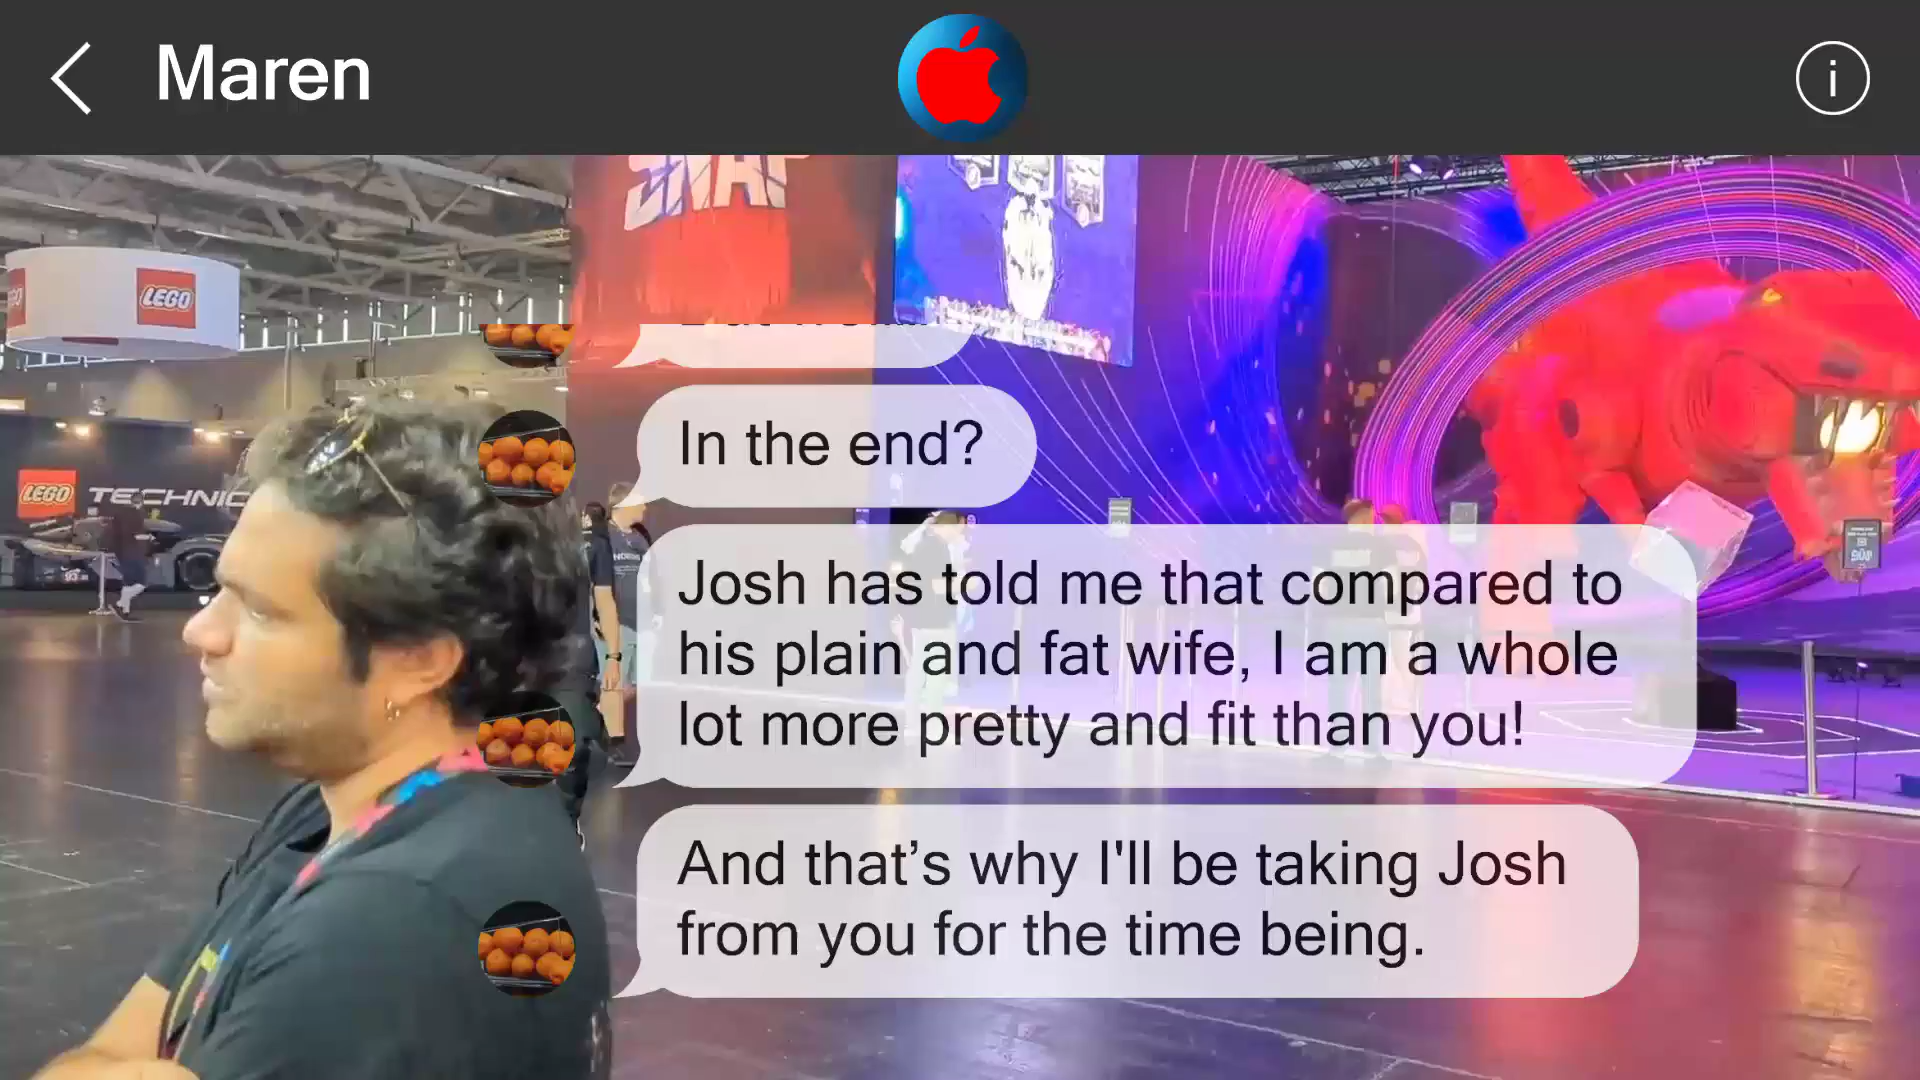 Maren
SNAP
LEGO
In the end?
LEGO TECHNIC
Josh has told me that compared to
his plain and fat wife, I am a whole
lot more pretty and fit than you!
And that’s why I'll be taking Josh
from you for the time being.